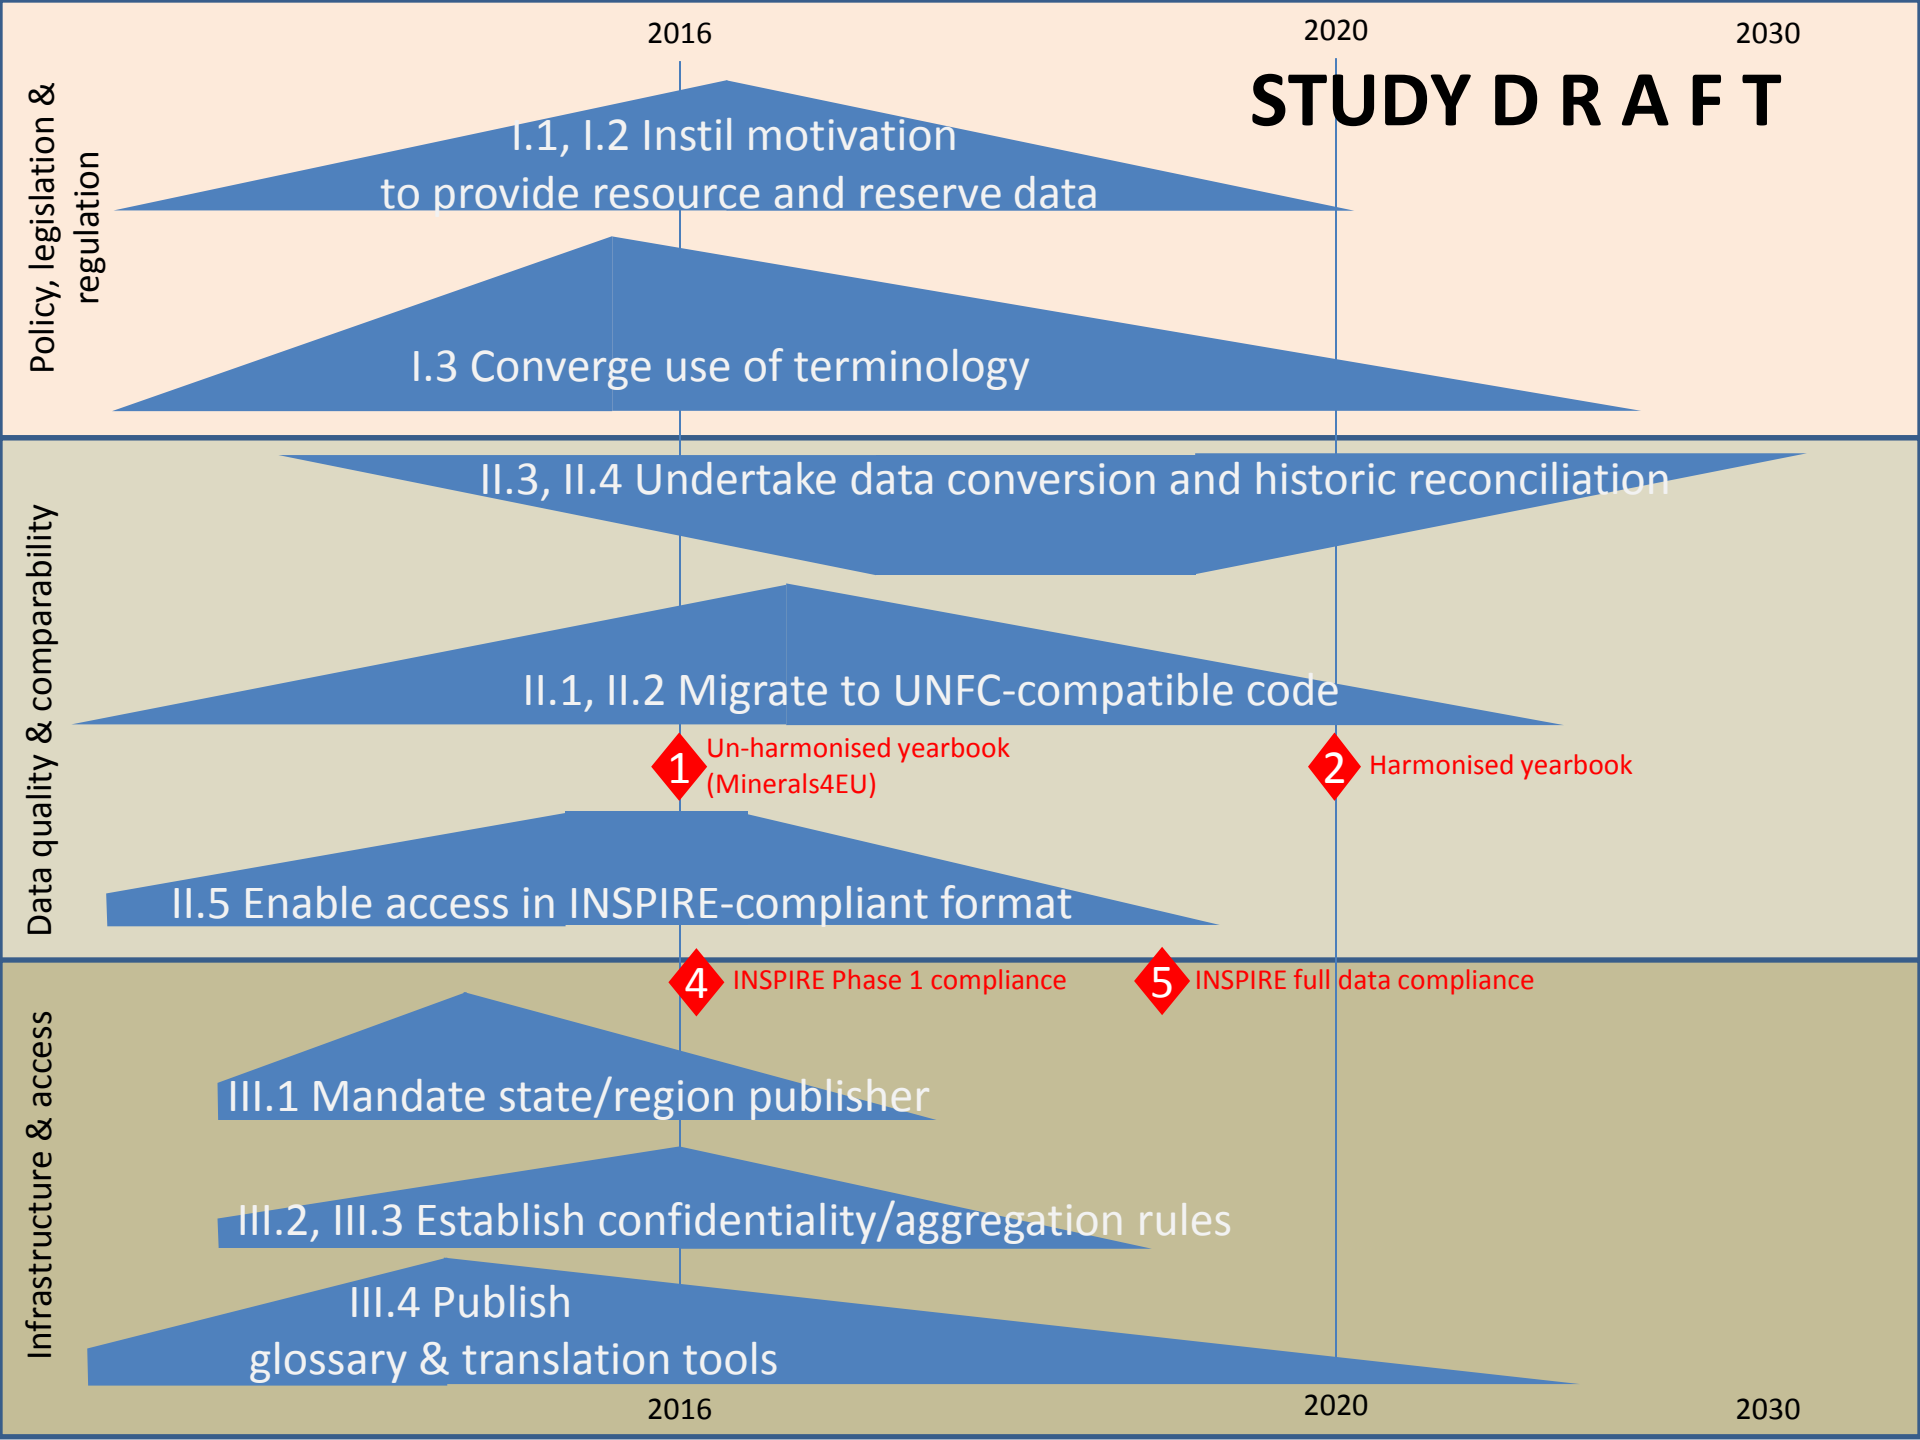 2016
2020
2030
STUDY D R A F T
Policy, legislation &
regulation
I.1, I.2 Instil motivation
to provide resource and reserve data
I.3 Converge use of terminology
Data quality & comparability
II.3, II.4 Undertake data conversion and historic reconciliation
II.1, II.2 Migrate to UNFC-compatible code
1
Un-harmonised yearbook
(Minerals4EU)
2
Harmonised yearbook
II.5 Enable access in INSPIRE-compliant format
4
INSPIRE Phase 1 compliance
5
INSPIRE full data compliance
Infrastructure & access
III.1 Mandate state/region publisher
III.2, III.3 Establish confidentiality/aggregation rules
III.4 Publish
glossary & translation tools
2016
2020
2030